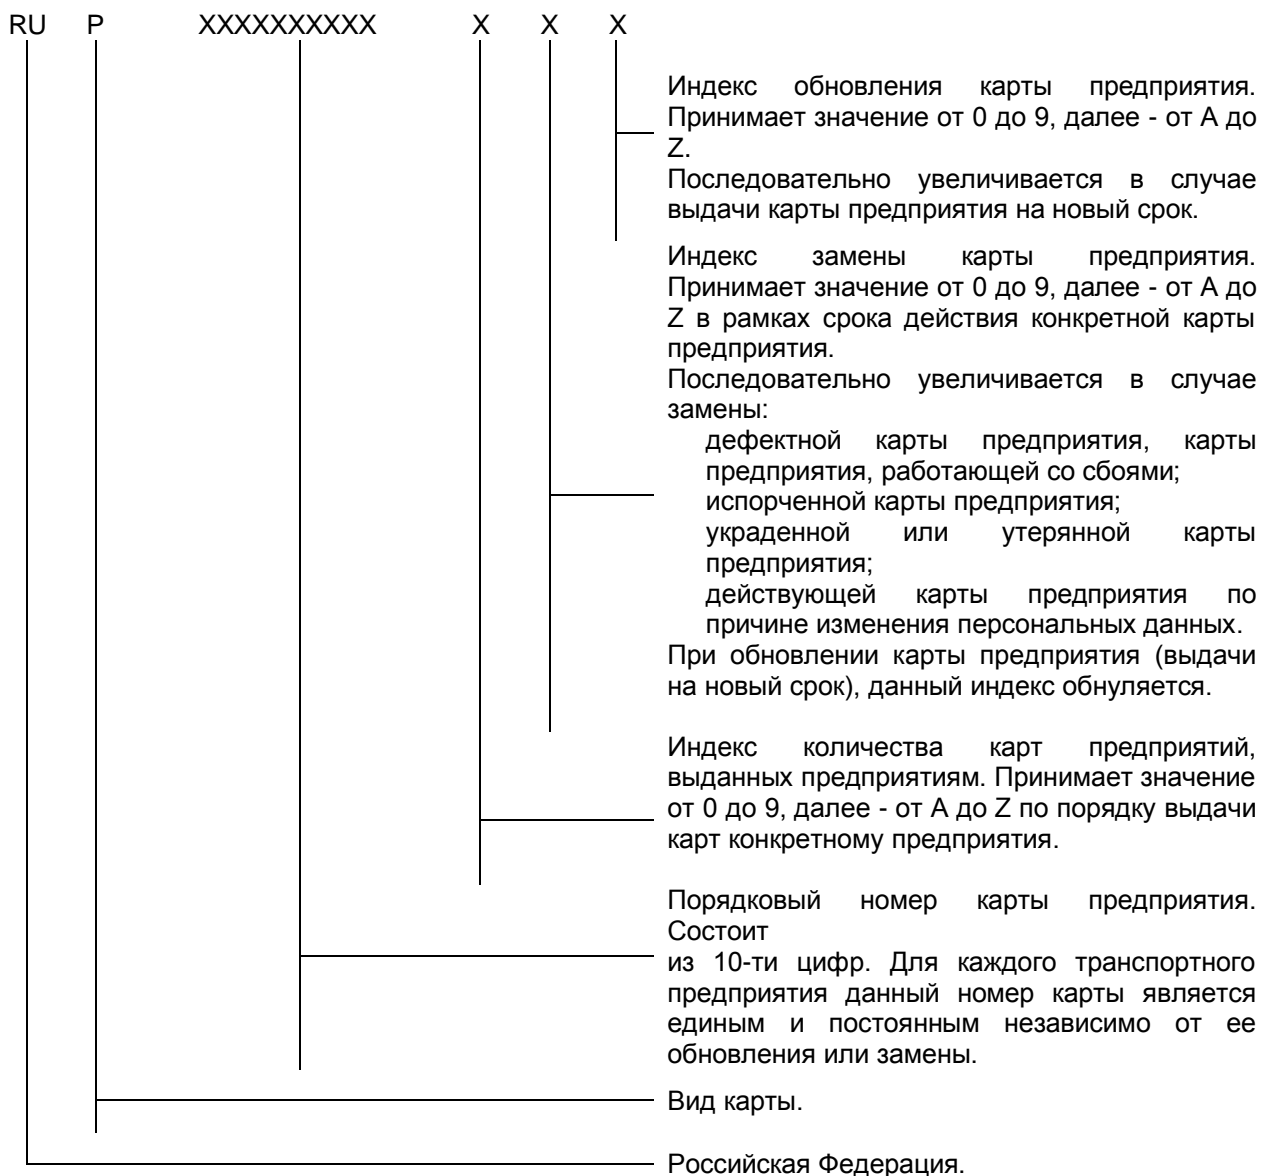 RU P XXXXXXXXXX X X X
Индекс обновления карты предприятия.
Принимает значение от 0 до 9, далее - от A до
Z.
Последовательно увеличивается в случае
выдачи карты предприятия на новый срок.
Индекс замены карты предприятия.
Принимает значение от 0 до 9, далее - от A до
Z в рамках срока действия конкретной карты
предприятия.
Последовательно увеличивается в случае
замены:
дефектной карты предприятия, карты
предприятия, работающей со сбоями;
испорченной карты предприятия;
украденной или утерянной карты
предприятия;
действующей карты предприятия по
причине изменения персональных данных.
При обновлении карты предприятия (выдачи
на новый срок), данный индекс обнуляется.
Индекс количества карт предприятий,
выданных предприятиям. Принимает значение
от 0 до 9, далее - от A до Z по порядку выдачи
карт конкретному предприятия.
Порядковый номер карты предприятия.
Состоит
из 10-ти цифр. Для каждого транспортного
предприятия данный номер карты является
единым и постоянным независимо от ее
обновления или замены.
Вид карты.
Российская Федерация.